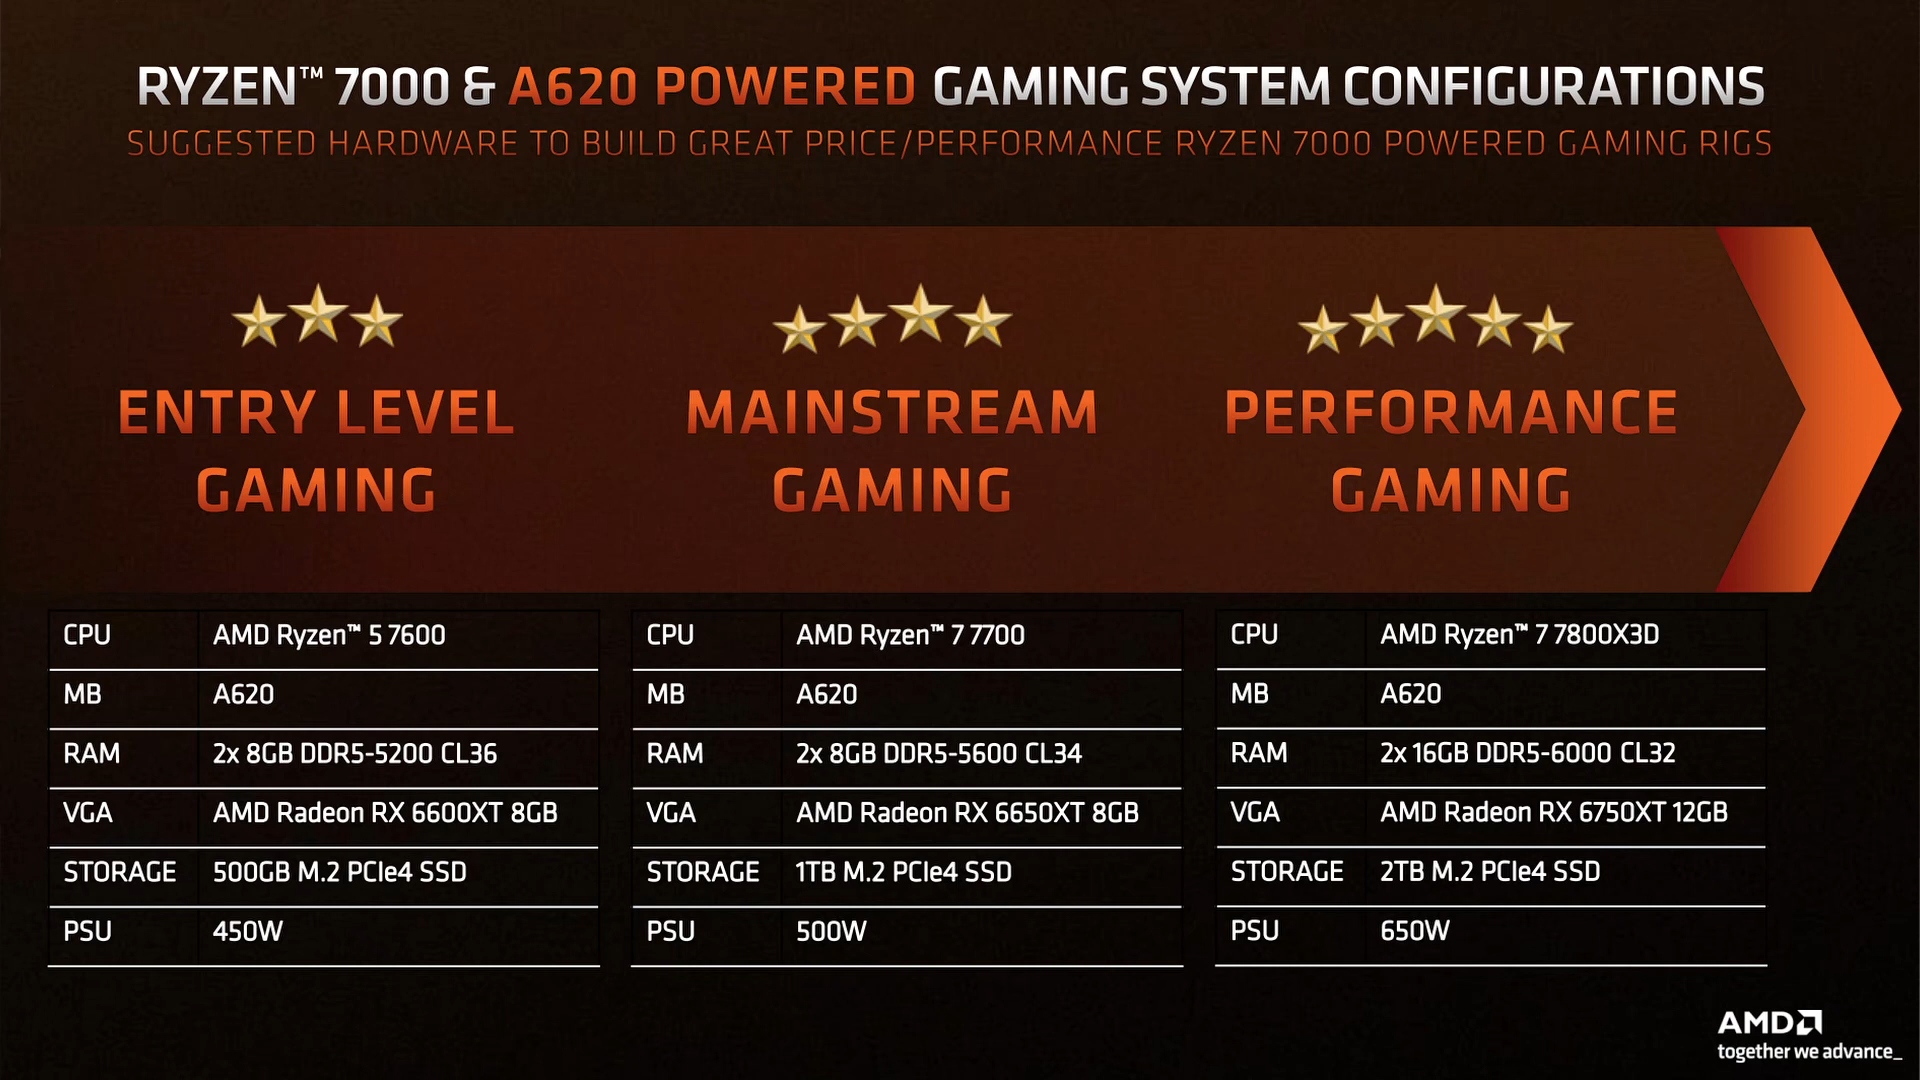 RYZEN™ 7000 & A620 POWERED GAMING SYSTEM CONFIGURATIONS
SUGGESTED HARDWARE TO BUILD GREAT PRICE/PERFORMANCE RYZEN 7000 POWERED GAMING RIGS
ENTRY LEVEL
GAMING
CPU AMD Ryzen™ 5 7600
MB A620
RAM 2x 8GB DDR5-5200 CL36
VGA AMD Radeon RX 6600XT 8GB
STORAGE 500GB M.2 PCIe4 SSD
PSU 450W
MAINSTREAM
GAMING
CPU AMD Ryzen™ 7 7700
MB A620
RAM 2x 8GB DDR5-5600 CL34
VGA AMD Radeon RX 6650XT 8GB
STORAGE 1TB M.2 PCIe4 SSD
PSU 500W
PERFORMANCE
GAMING
CPU AMD Ryzen™ 7 7800X3D
MB A620
RAM 2x 16GB DDR5-6000 CL32
VGA AMD Radeon RX 6750XT 12GB
STORAGE 2TB M.2 PCIe4 SSD
PSU 650W
AMD
together we advance_